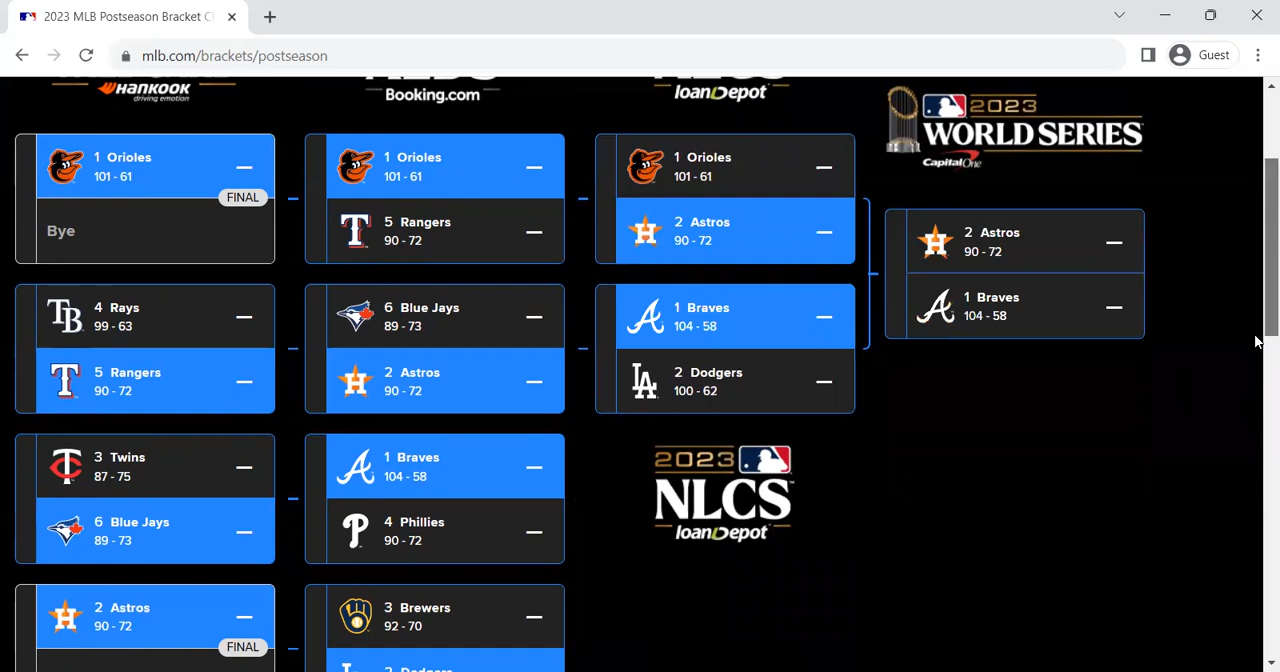 2023 MLB Postseason Bracket C
mlb.com/brackets/postseason
Guest
HANKOOK
driving emotion
Booking.com
loanDepot
2023
WORLD SERIES
Capital One
1 Orioles
101 - 61
FINAL
Bye
4 Rays
99 - 63
5 Rangers
90 - 72
3 Twins
87 - 75
6 Blue Jays
89 - 73
2 Astros
90 - 72
FINAL
1 Orioles
101 - 61
5 Rangers
90 - 72
6 Blue Jays
89 - 73
2 Astros
90 - 72
1 Braves
104 - 58
4 Phillies
90 - 72
3 Brewers
92 - 70
1 Orioles
101 - 61
2 Astros
90 - 72
1 Braves
104 - 58
2 Dodgers
100 - 62
2023
NLCS
loanDepot
2 Astros
90 - 72
1 Braves
104 - 58